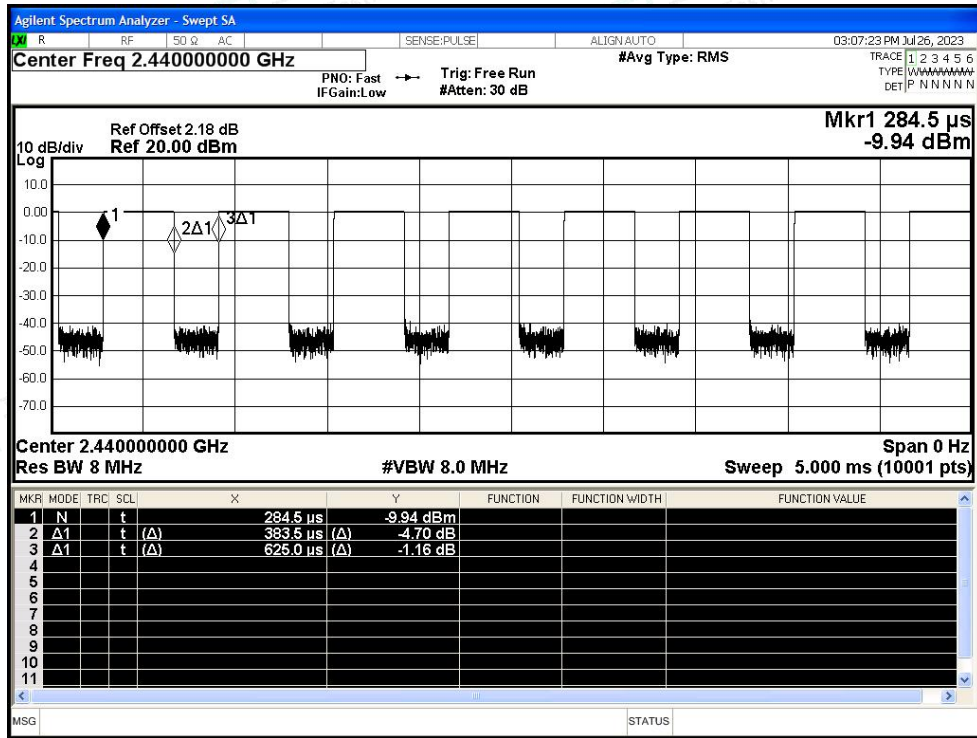 Agilent Spectrum Analyzer - Swept SA
LXI R RF 50 Ω AC SENSE:PULSE ALIGN AUTO 03:07:23 PM Jul 26, 2023
Center Freq 2.440000000 GHz #Avg Type: RMS TRACE 1 2 3 4 5 6
PNO: Fast Trig: Free Run TYPE WWWWWW
IFGain:Low #Atten: 30 dB DET P N N N N N
Mkr1 284.5 µs
Ref Offset 2.18 dB
10 dB/div Ref 20.00 dBm -9.94 dBm
Log
10.0
0.00
1 2Δ1 3Δ1
-10.0
-20.0
-30.0
-40.0
-50.0
-60.0
-70.0
Center 2.440000000 GHz Span 0 Hz
Res BW 8 MHz #VBW 8.0 MHz Sweep 5.000 ms (10001 pts)
MKR MODE TRC SCL X Y FUNCTION FUNCTION WIDTH FUNCTION VALUE
1 N t 284.5 µs -9.94 dBm
2 Δ1 t (Δ) 383.5 µs (Δ) -4.70 dB
3 Δ1 t (Δ) 625.0 µs (Δ) -1.16 dB
4
5
6
7
8
9
10
11
MSG STATUS